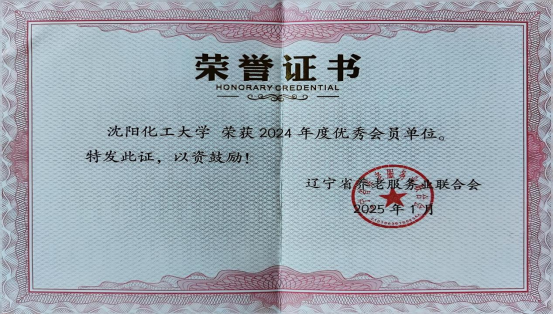 荣誉证书
HONORARY CREDENTIAL
沈阳化工大学 荣获2024年度优秀会员单位。
特发此证，以资鼓励！
辽宁省养老服务业联合会
2025年1月